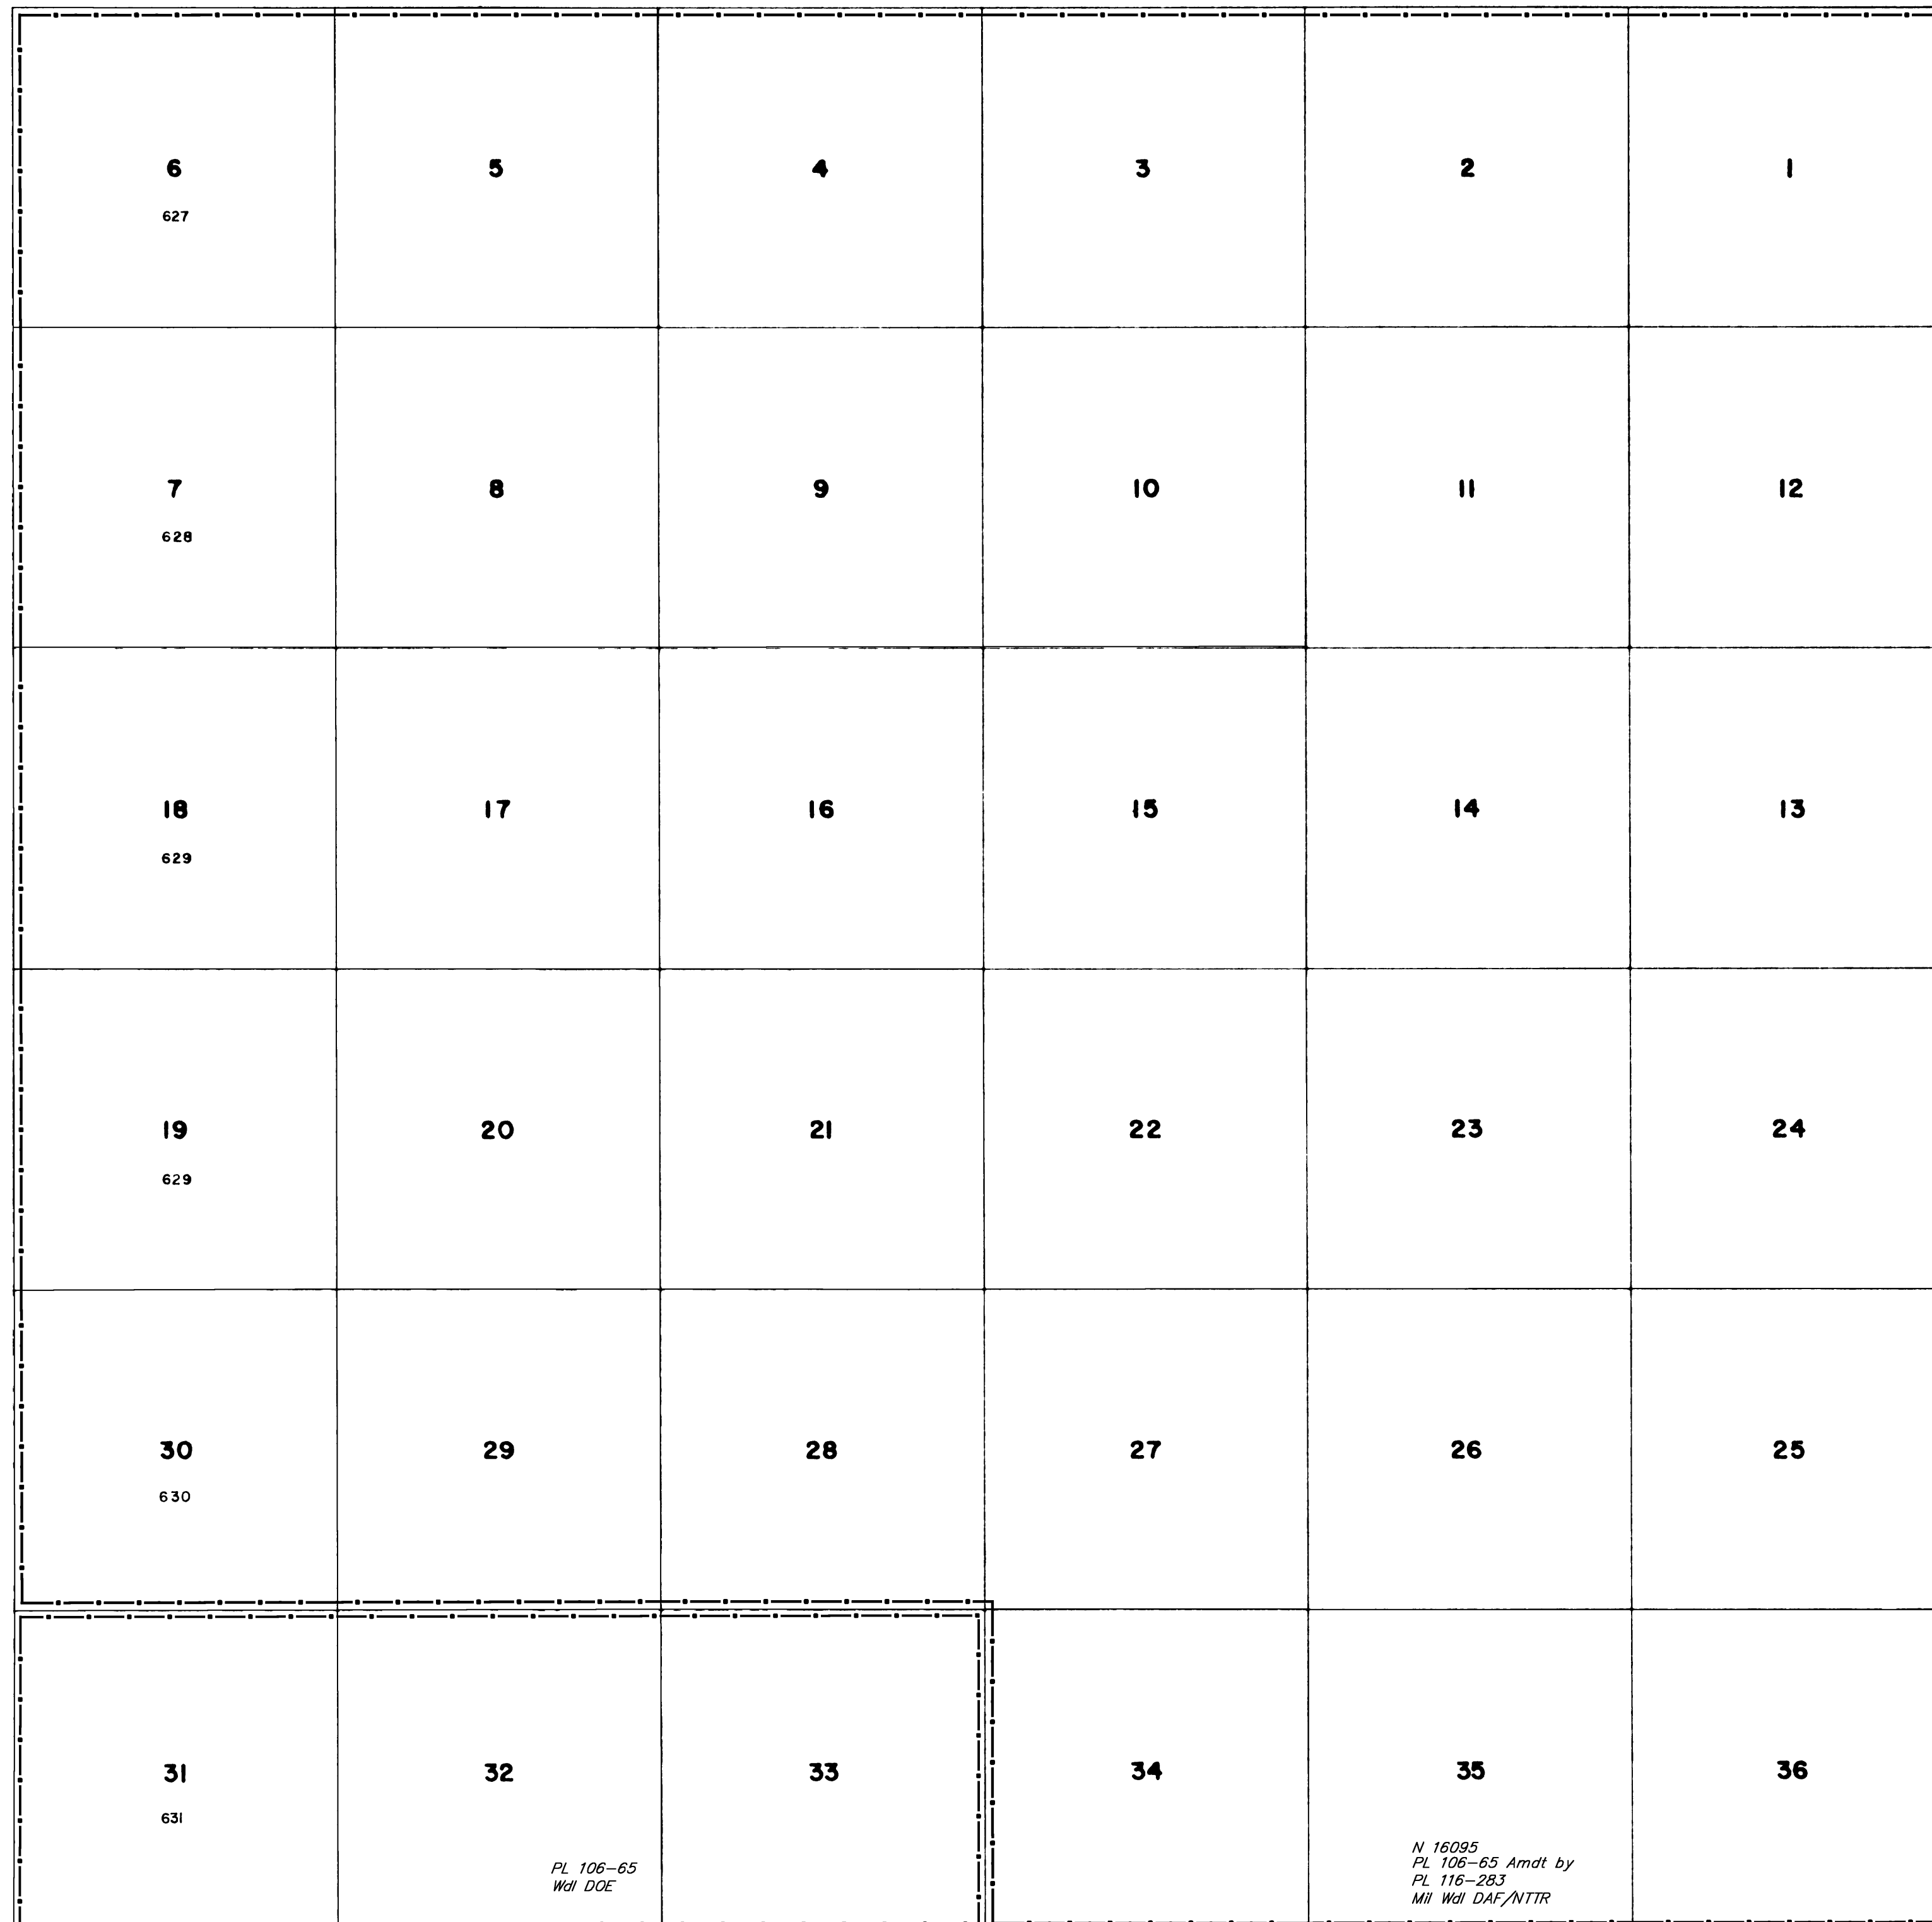 6 5 4 3 2 1
627
7 8 9 10 11 12
628
18 17 16 15 14 13
629
19 20 21 22 23 24
629
30 29 28 27 26 25
630
31 32 33 34 35 36
631
PL 106-65
Wdl DOE
N 16095
PL 106-65 Amdt by
PL 116-283
Mil Wdl DAF/NTTR